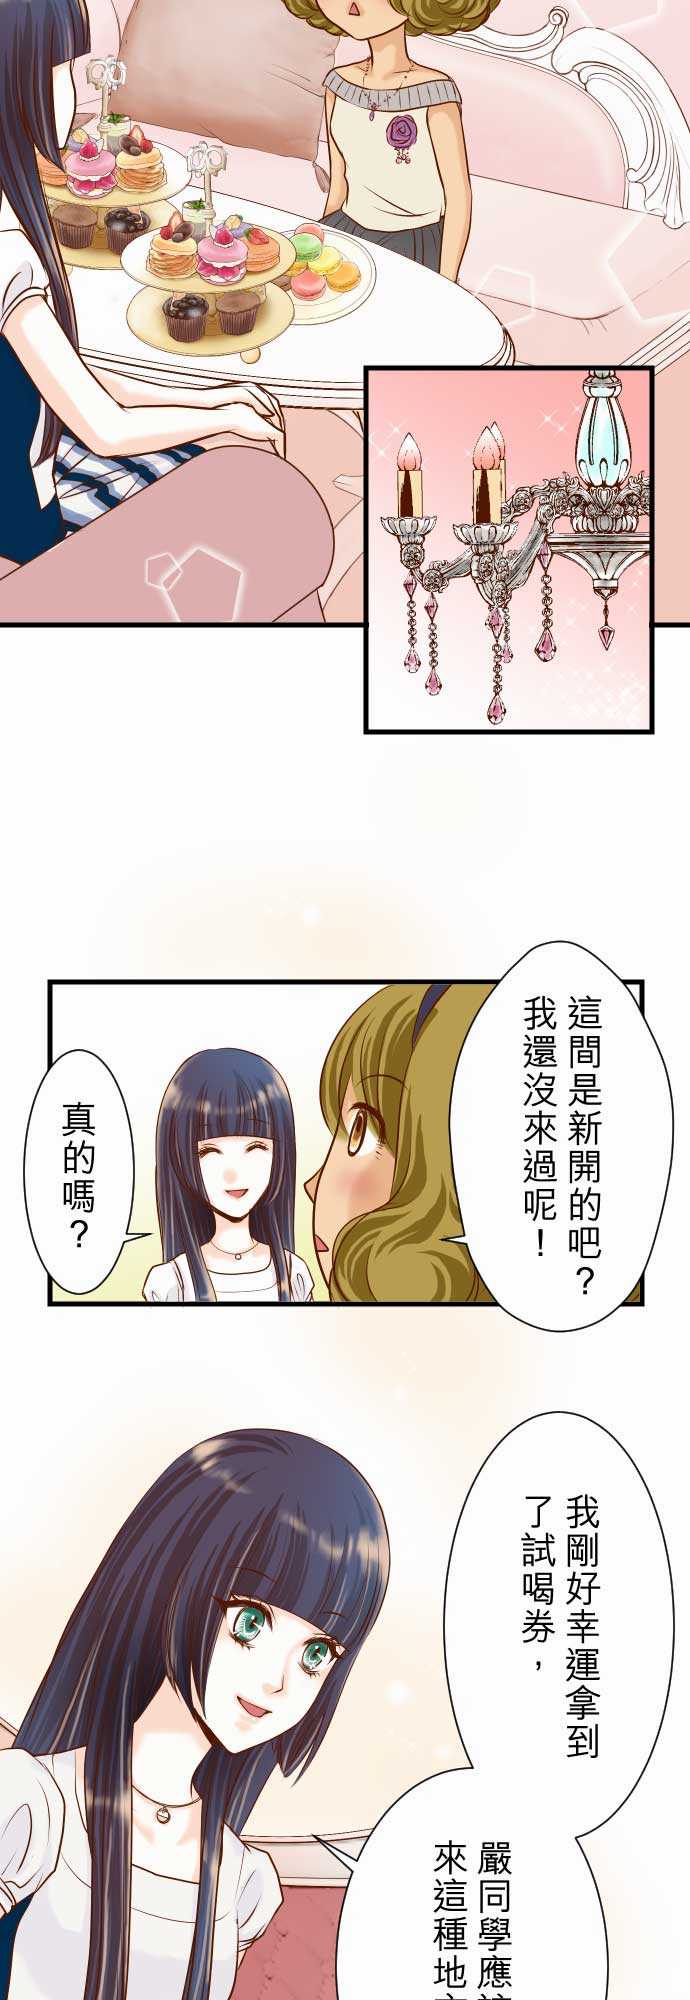 這間是新開的吧？
我還沒來過呢！
真的嗎？
我剛好幸運拿到
了試喝券，
嚴同學應
來這種地